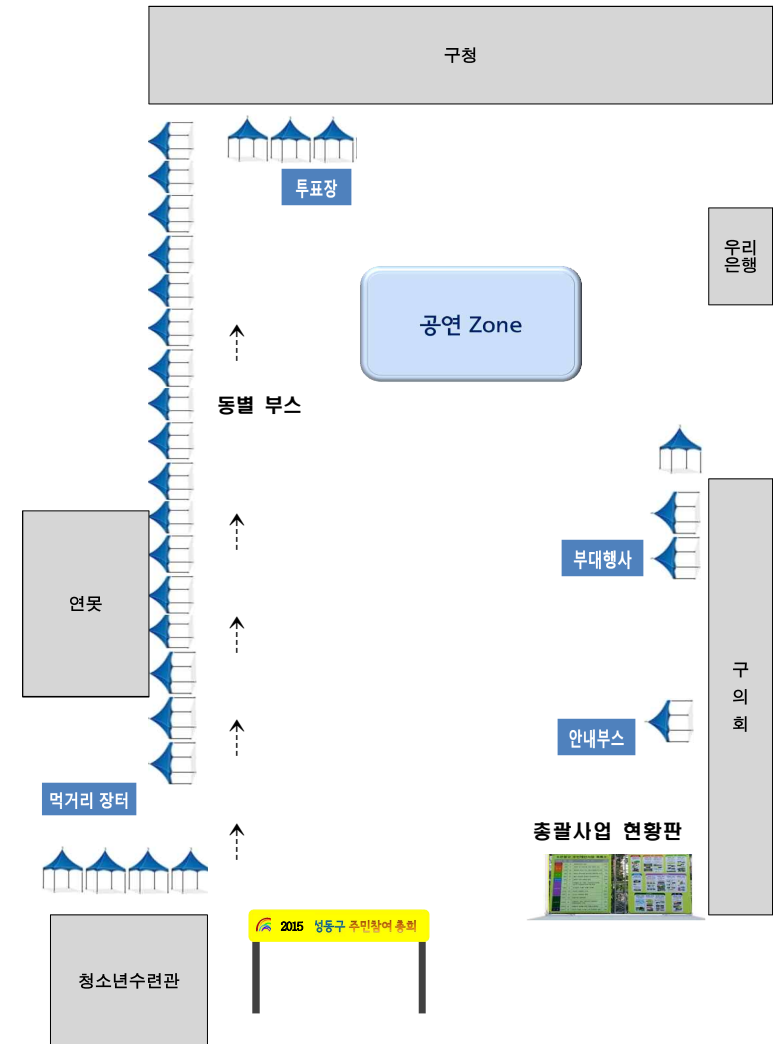 구청
투표장
우리
은행
공연 Zone
동별 부스
부대행사
연못
구
의
회
안내부스
먹거리 장터
총괄사업 현황판
2015 성동구 주민참여 총회
청소년수련관